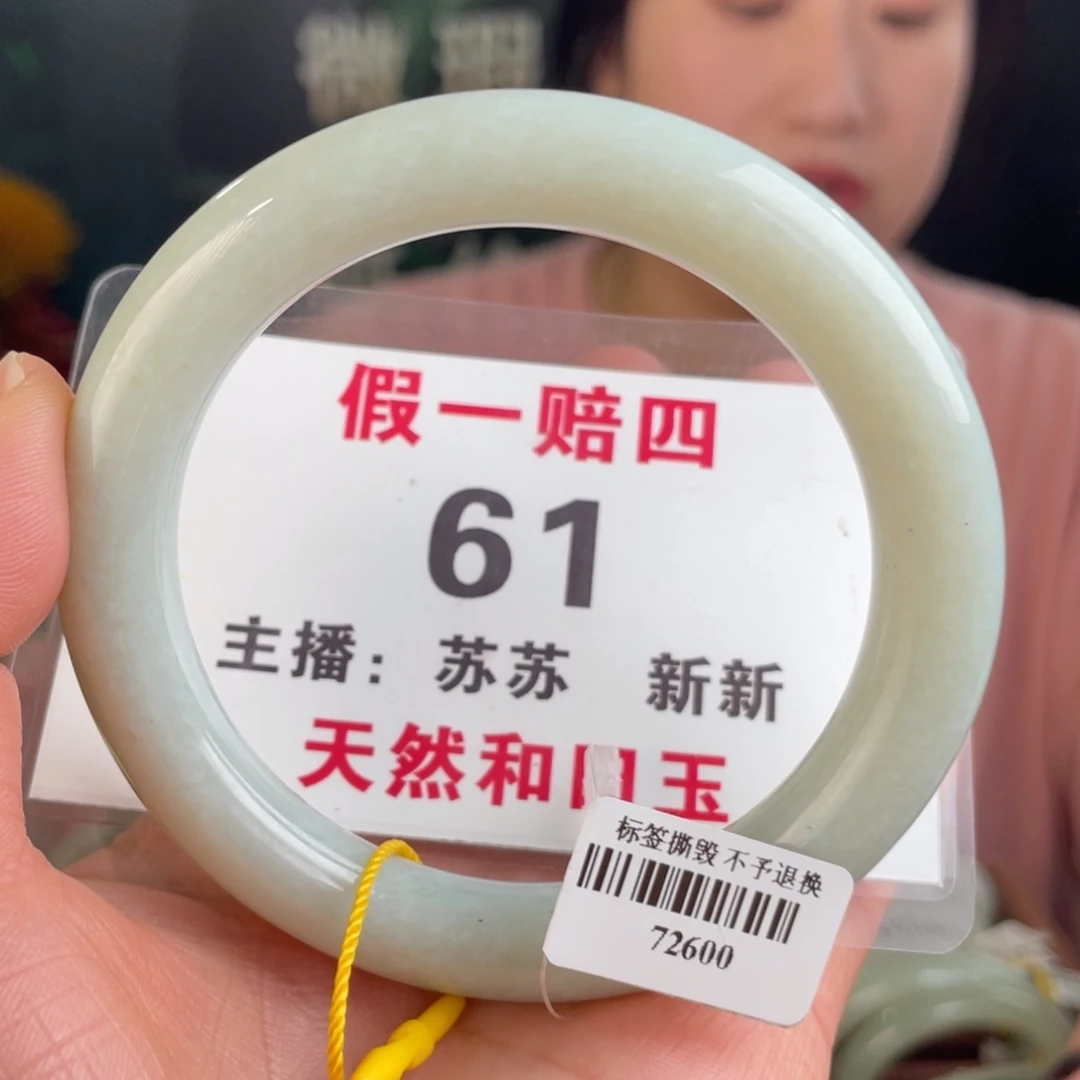 假一赔四
61
主播：苏苏 新新
天然和田玉
标签撕毁 不予退换
72600